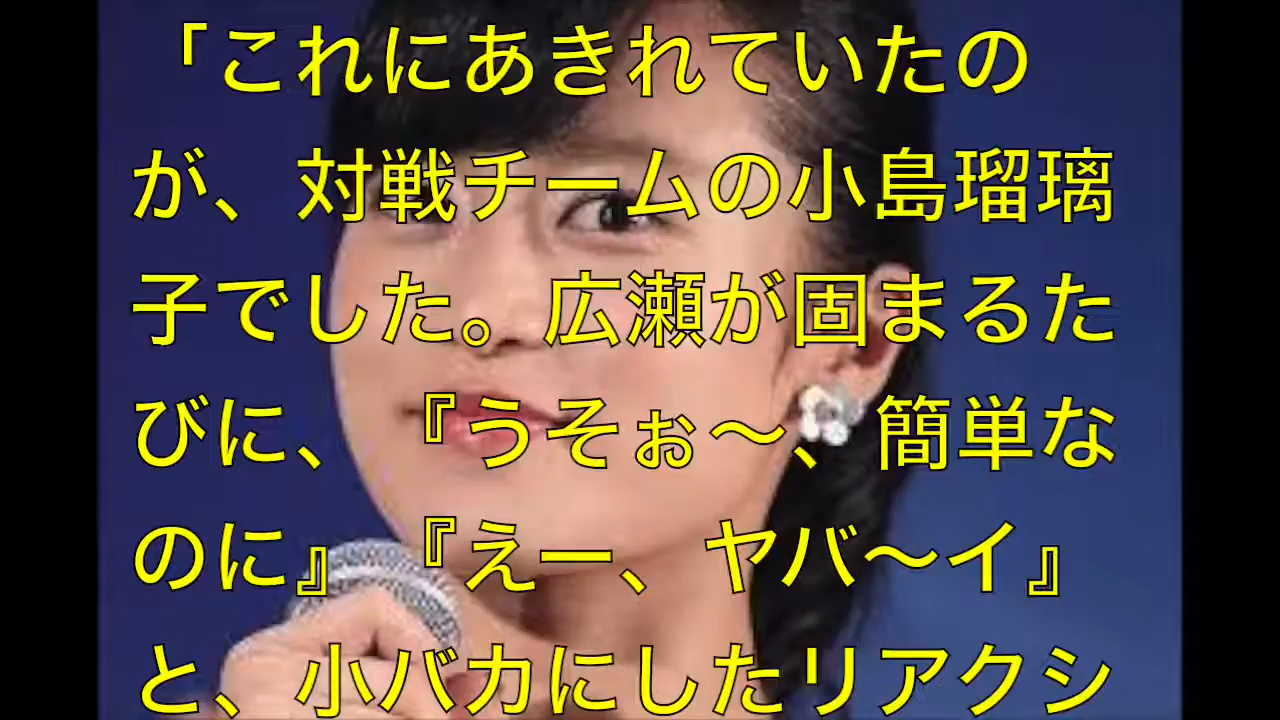 「これにあきれていたの
が、対戦チームの小島瑠璃
子でした。広瀬が固まるた
びに、『うそぉ〜、簡単な
のに』『えー、ヤバ〜イ』
と、小バカにしたリアクシ